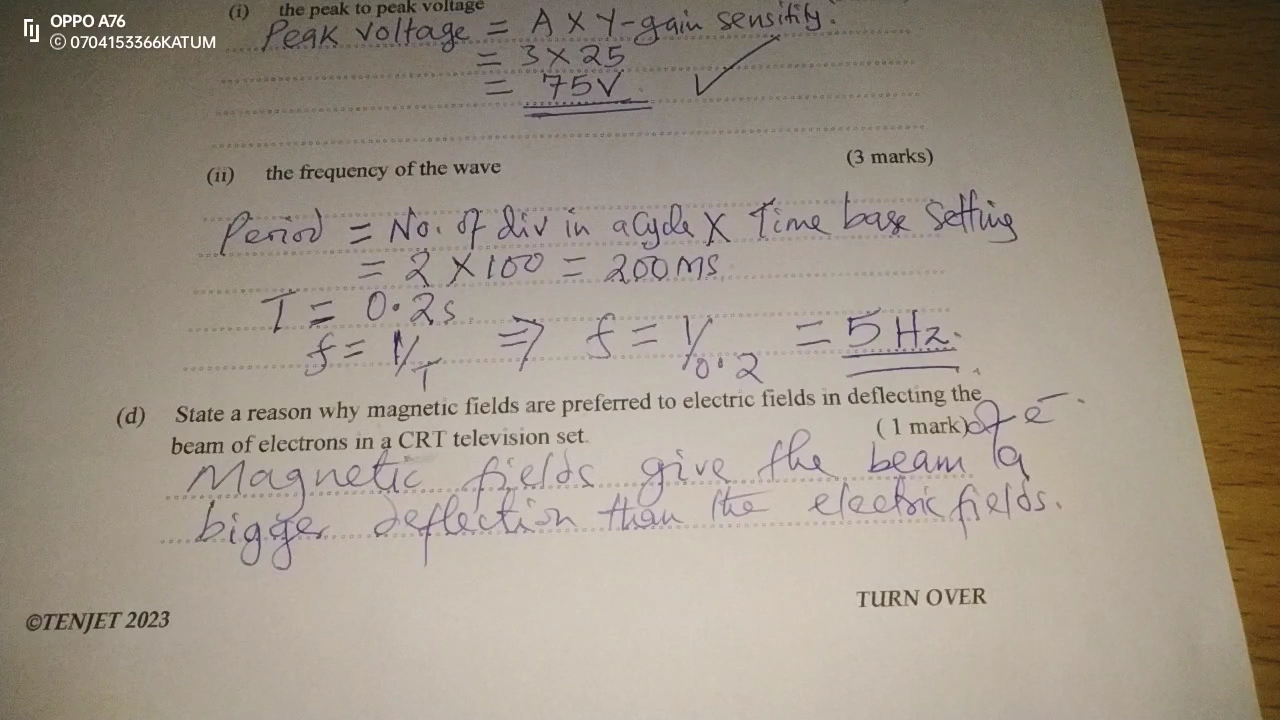 OPPO A76
© 0704153366KATUM
(i) the peak to peak voltage
Peak Voltage = A X Y-gain sensitify.
= 3 X 25
= 75V
(ii) the frequency of the wave (3 marks)
Period = No. of div in a cycle X Time base setting
= 2 X 100 = 200 ms
T = 0.2s
f = 1/T => f = 1/0.2 = 5 Hz.
(d) State a reason why magnetic fields are preferred to electric fields in deflecting the
beam of electrons in a CRT television set. ( 1 mark)
Magnetic fields give the beam of e⁻. a
bigger deflection than the electric fields.
©TENJET 2023
TURN OVER